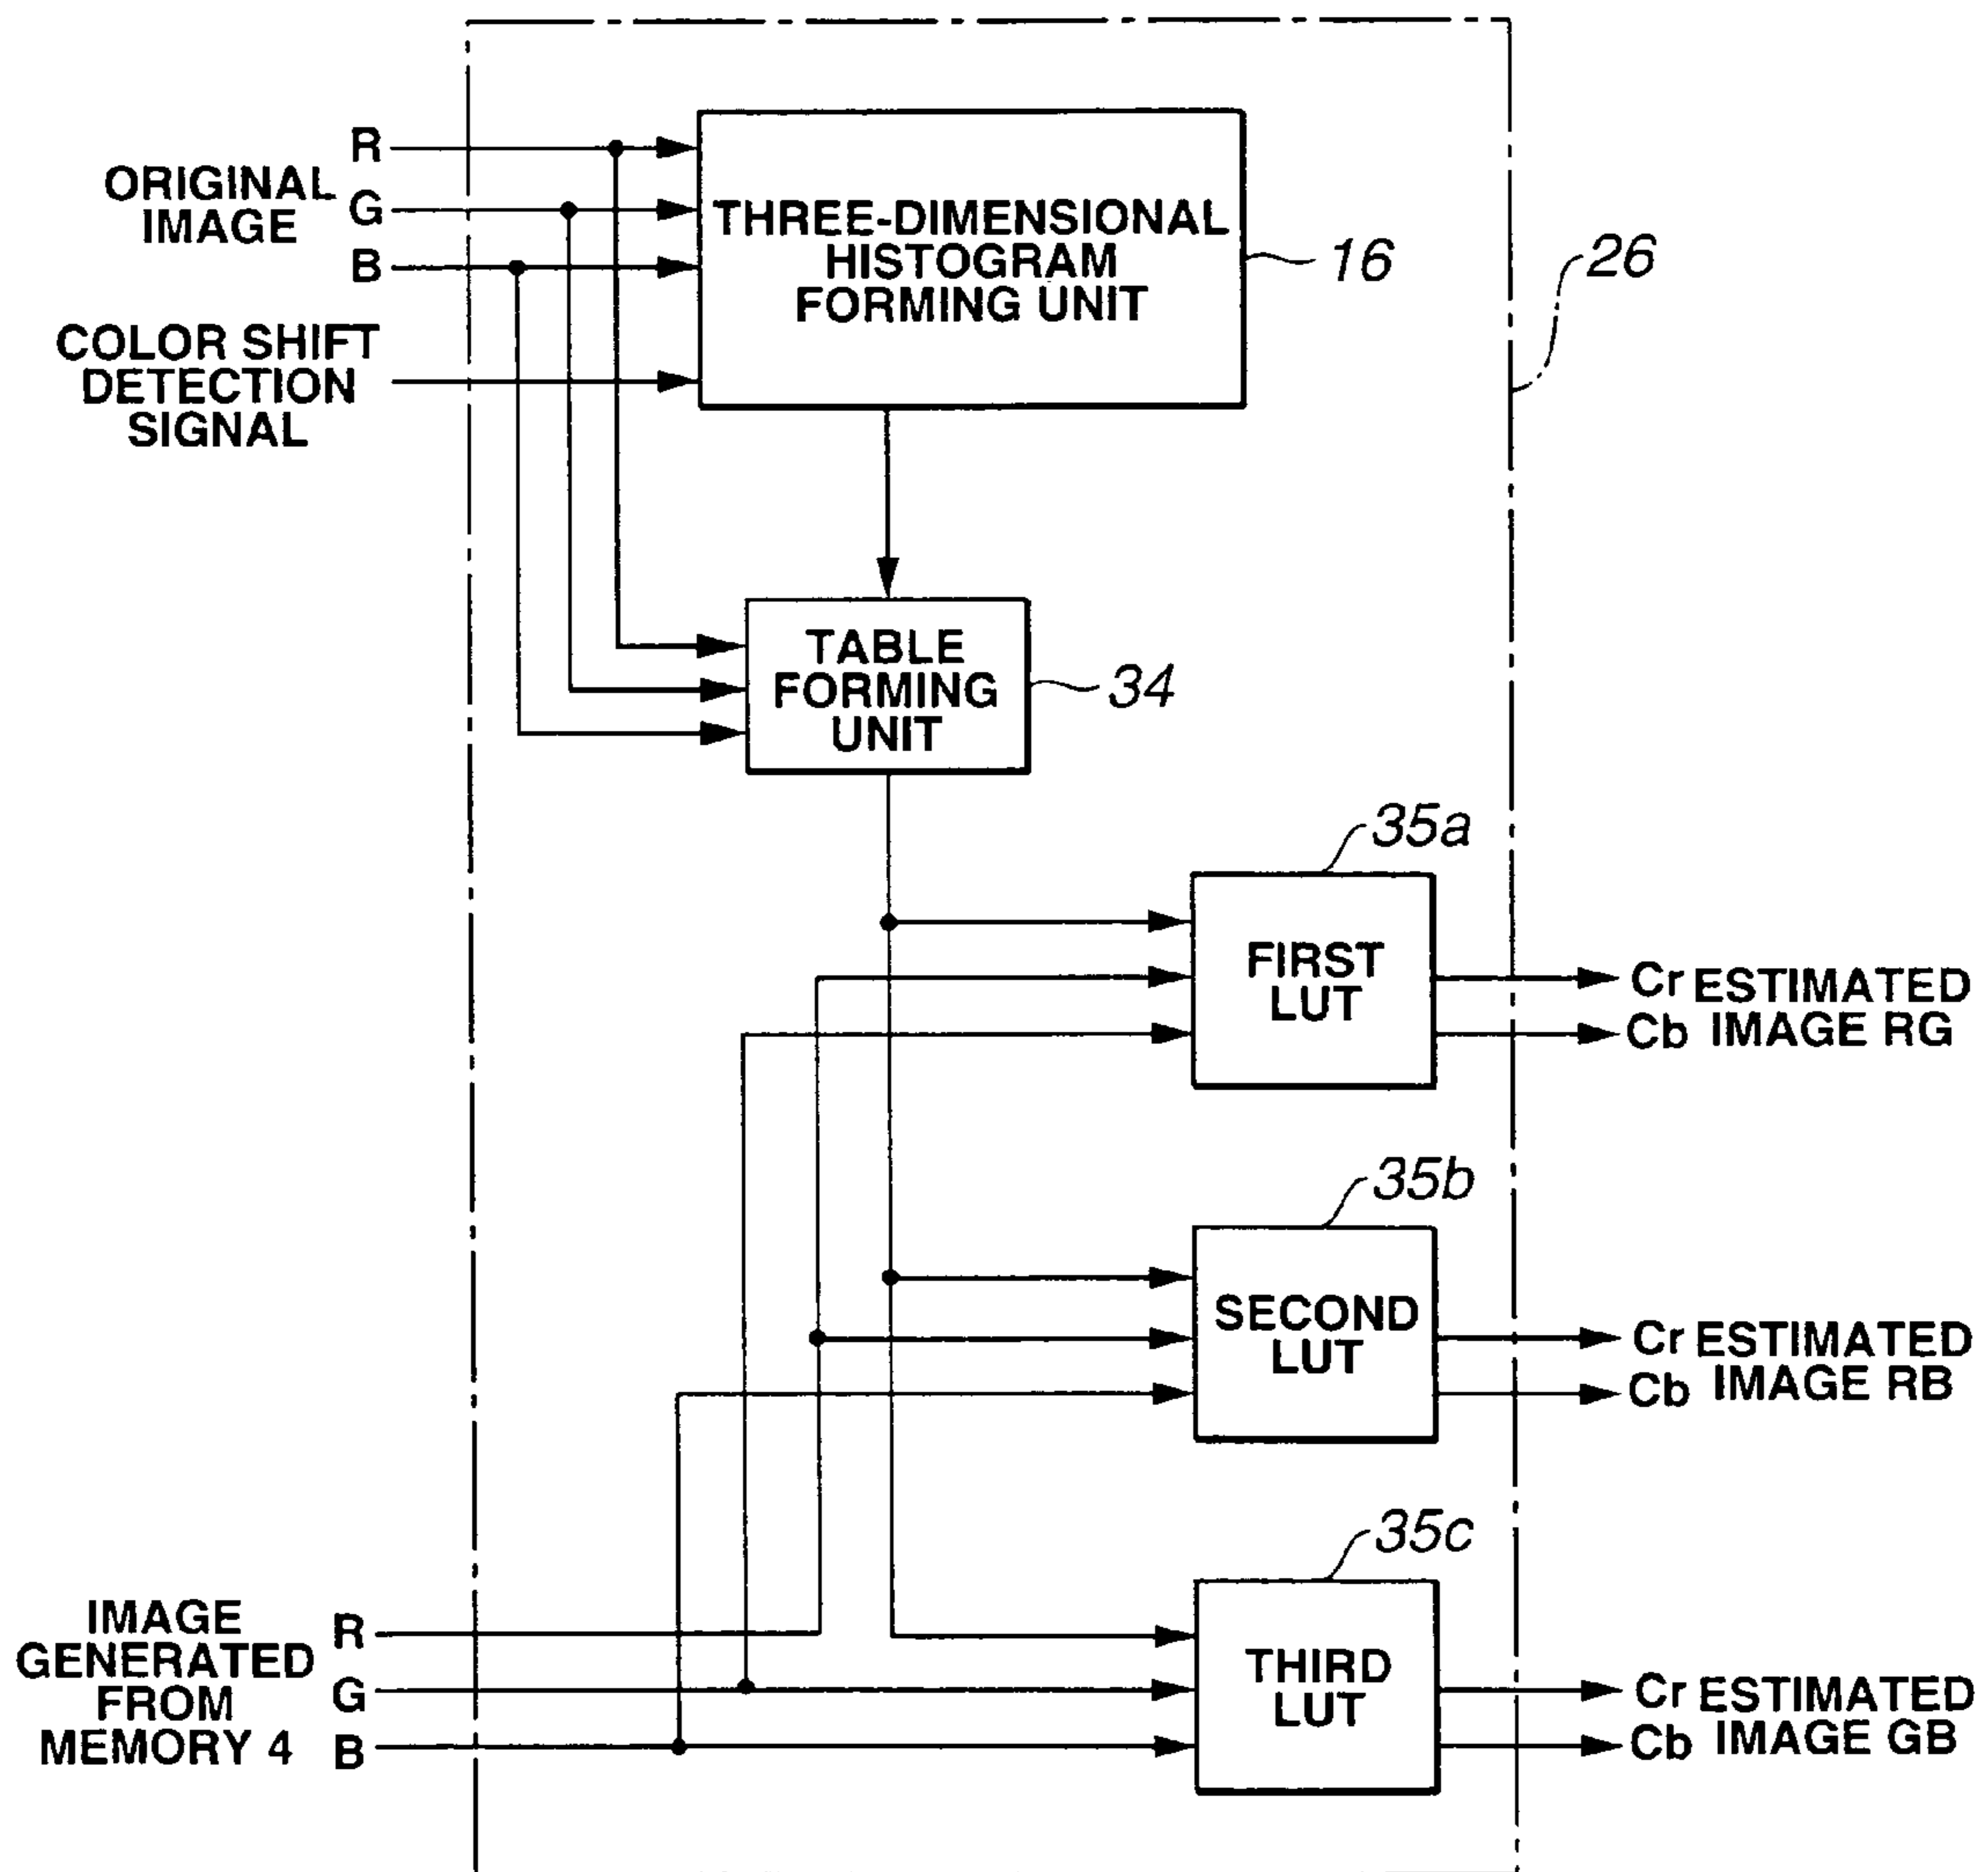 R
ORIGINAL
IMAGE
G
B
THREE-DIMENSIONAL
HISTOGRAM
FORMING UNIT
16
26
COLOR SHIFT
DETECTION
SIGNAL
TABLE
FORMING
UNIT
34
35a
FIRST
LUT
Cr ESTIMATED
Cb IMAGE RG
35b
SECOND
LUT
Cr ESTIMATED
Cb IMAGE RB
35c
THIRD
LUT
IMAGE
GENERATED
FROM
MEMORY 4
R
G
B
Cr ESTIMATED
Cb IMAGE GB